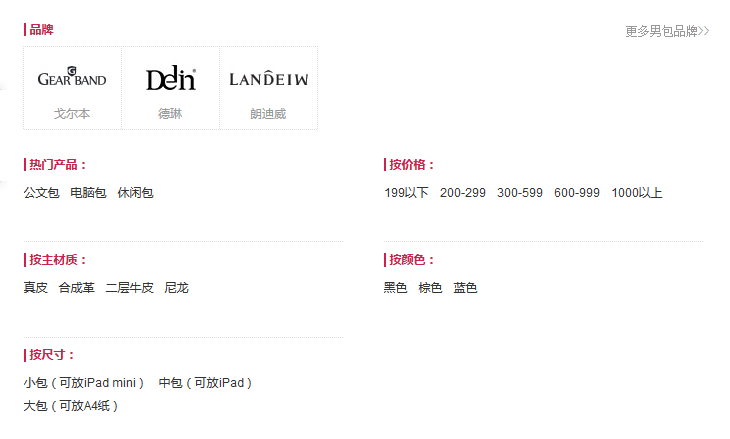 品牌
更多男包品牌>>
GEAR BAND
Delin
LANDEIW
戈尔本
德琳
朗迪威
热门产品：
按价格：
公文包 电脑包 休闲包
199以下 200-299 300-599 600-999 1000以上
按主材质：
按颜色：
真皮 合成革 二层牛皮 尼龙
黑色 棕色 蓝色
按尺寸：
小包（可放iPad mini） 中包（可放iPad）
大包（可放A4纸）